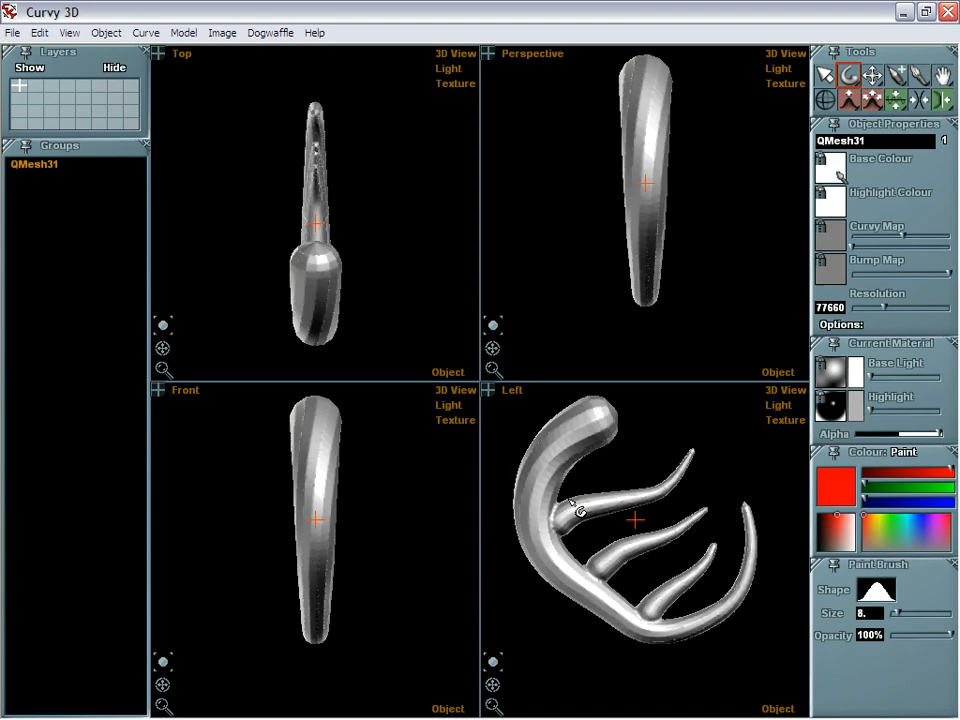 Curvy 3D
File Edit View Object Curve Model Image Dogwaffle Help
Layers
Show Hide
Groups
QMesh31
Top
3D View
Light
Texture
Object
Perspective
3D View
Light
Texture
Object
Front
3D View
Light
Texture
Object
Left
3D View
Light
Texture
Object
Tools
Object Properties
QMesh31 1
Base Colour
Highlight Colour
Curvy Map
Bump Map
Resolution
77660
Options:
Current Material
Base Light
Highlight
Alpha
Colour: Paint
Paint Brush
Shape
Size 8.
Opacity 100%